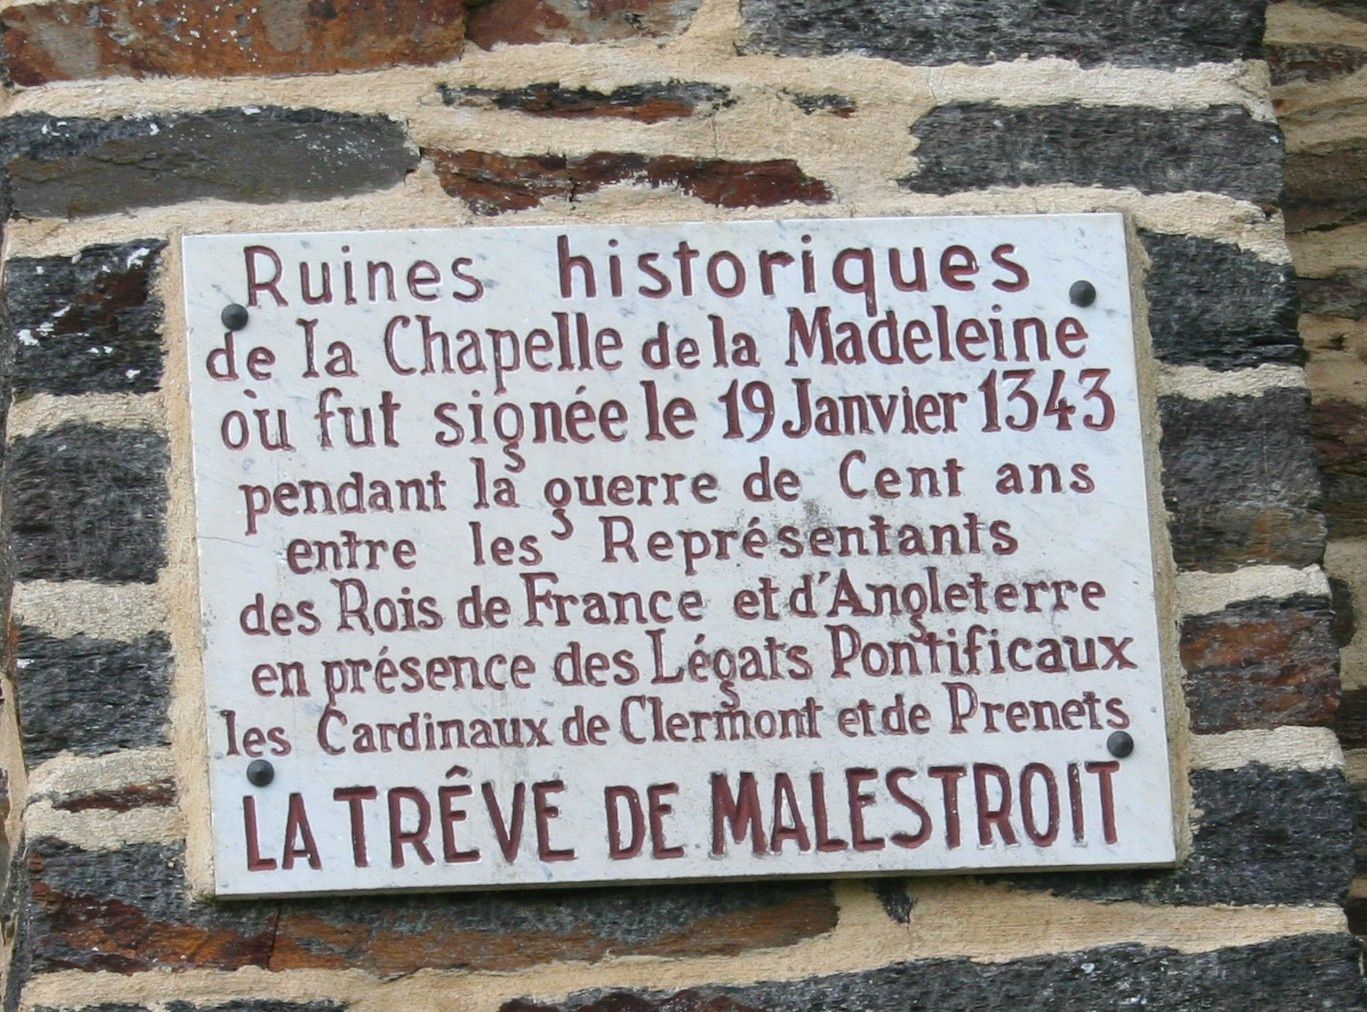 Ruines historiques
de la Chapelle de la Madeleine
où fut signée le 19 Janvier 1343
pendant la guerre de Cent ans
entre les Représentants
des Rois de France et d'Angleterre
en présence des Légats Pontificaux
les Cardinaux de Clermont et de Prenets
LA TRÊVE DE MALESTROIT